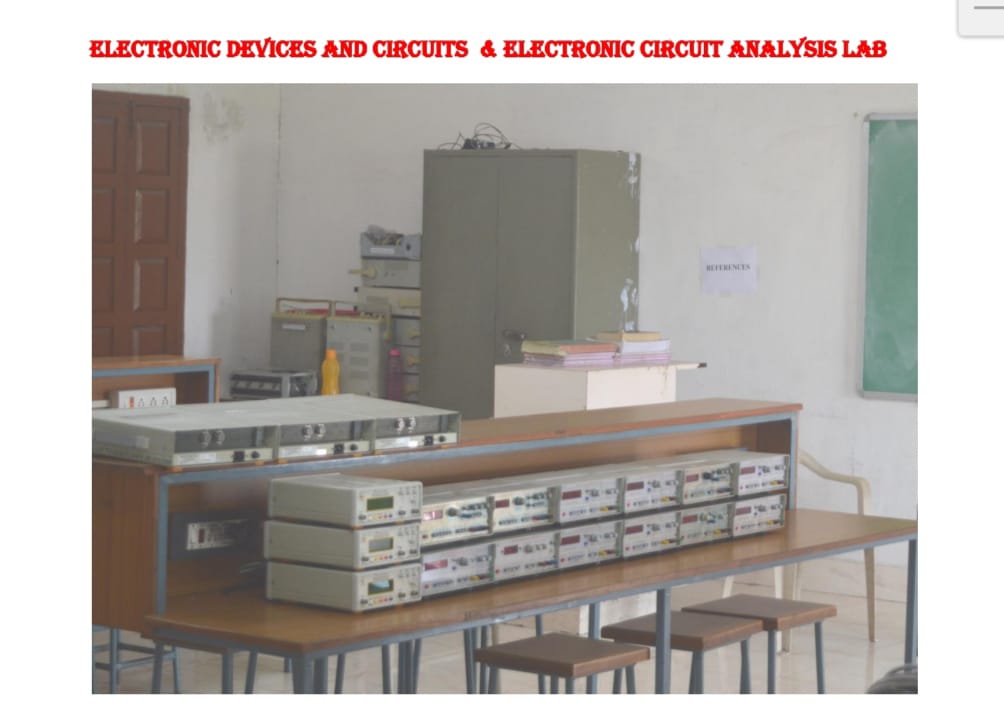 ELECTRONIC DEVICES AND CIRCUITS & ELECTRONIC CIRCUIT ANALYSIS LAB
REFERENCES